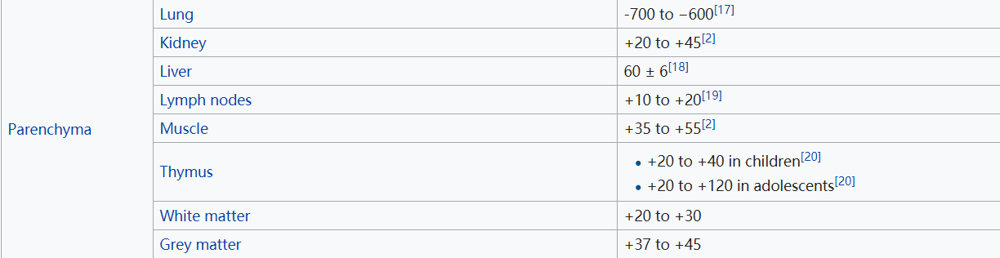 Lung -700 to −600[17]
Kidney +20 to +45[2]
Liver 60 ± 6[18]
Lymph nodes +10 to +20[19]
Parenchyma Muscle +35 to +55[2]
Thymus • +20 to +40 in children[20]
• +20 to +120 in adolescents[20]
White matter +20 to +30
Grey matter +37 to +45